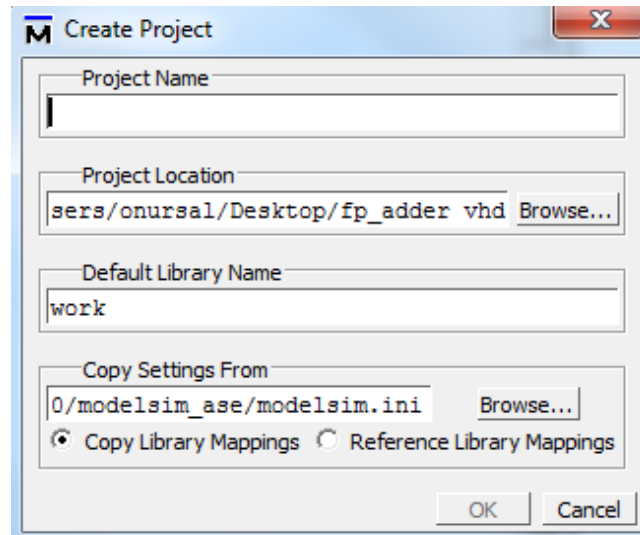 Create Project
Project Name
Project Location
sers/onursal/Desktop/fp_adder vhd Browse...
Default Library Name
work
Copy Settings From
0/modelsim_ase/modelsim.ini Browse...
Copy Library Mappings Reference Library Mappings
OK Cancel